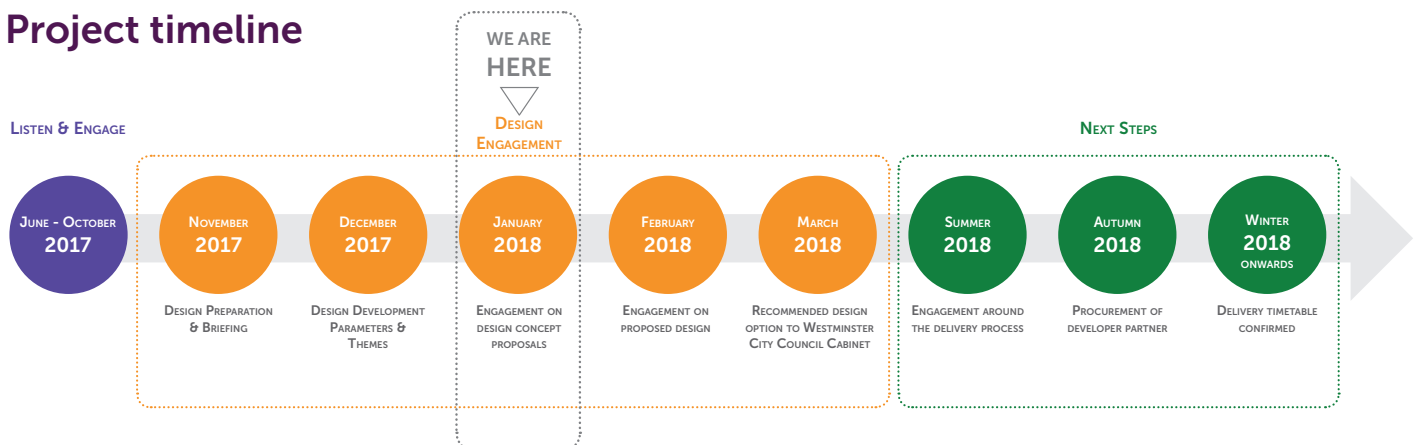 Project timeline
WE ARE
HERE
Listen & Engage
Design
Engagement
Next Steps
June - October
2017
November
2017
December
2017
January
2018
February
2018
March
2018
Summer
2018
Autumn
2018
Winter
2018
onwards
Design Preparation
& Briefing
Design Development
Parameters &
Themes
Engagement on
design concept
proposals
Engagement on
proposed design
Recommended design
option to Westminster
City Council Cabinet
Engagement around
the delivery process
Procurement of
developer partner
Delivery timetable
confirmed